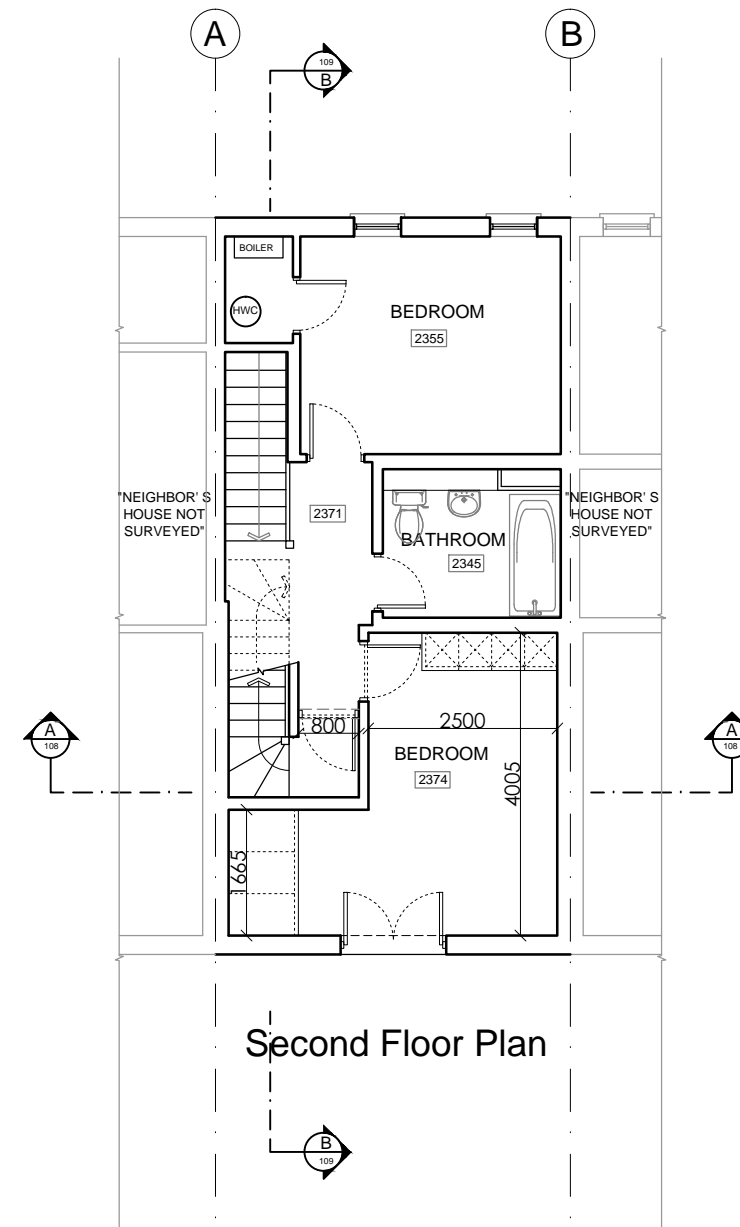 A
B
109
B
BOILER
HWC
BEDROOM
2355
"NEIGHBOR' S
HOUSE NOT
SURVEYED"
2371
BATHROOM
2345
"NEIGHBOR' S
HOUSE NOT
SURVEYED"
800
2500
BEDROOM
2374
4005
1665
A
108
A
108
Second Floor Plan
B
109